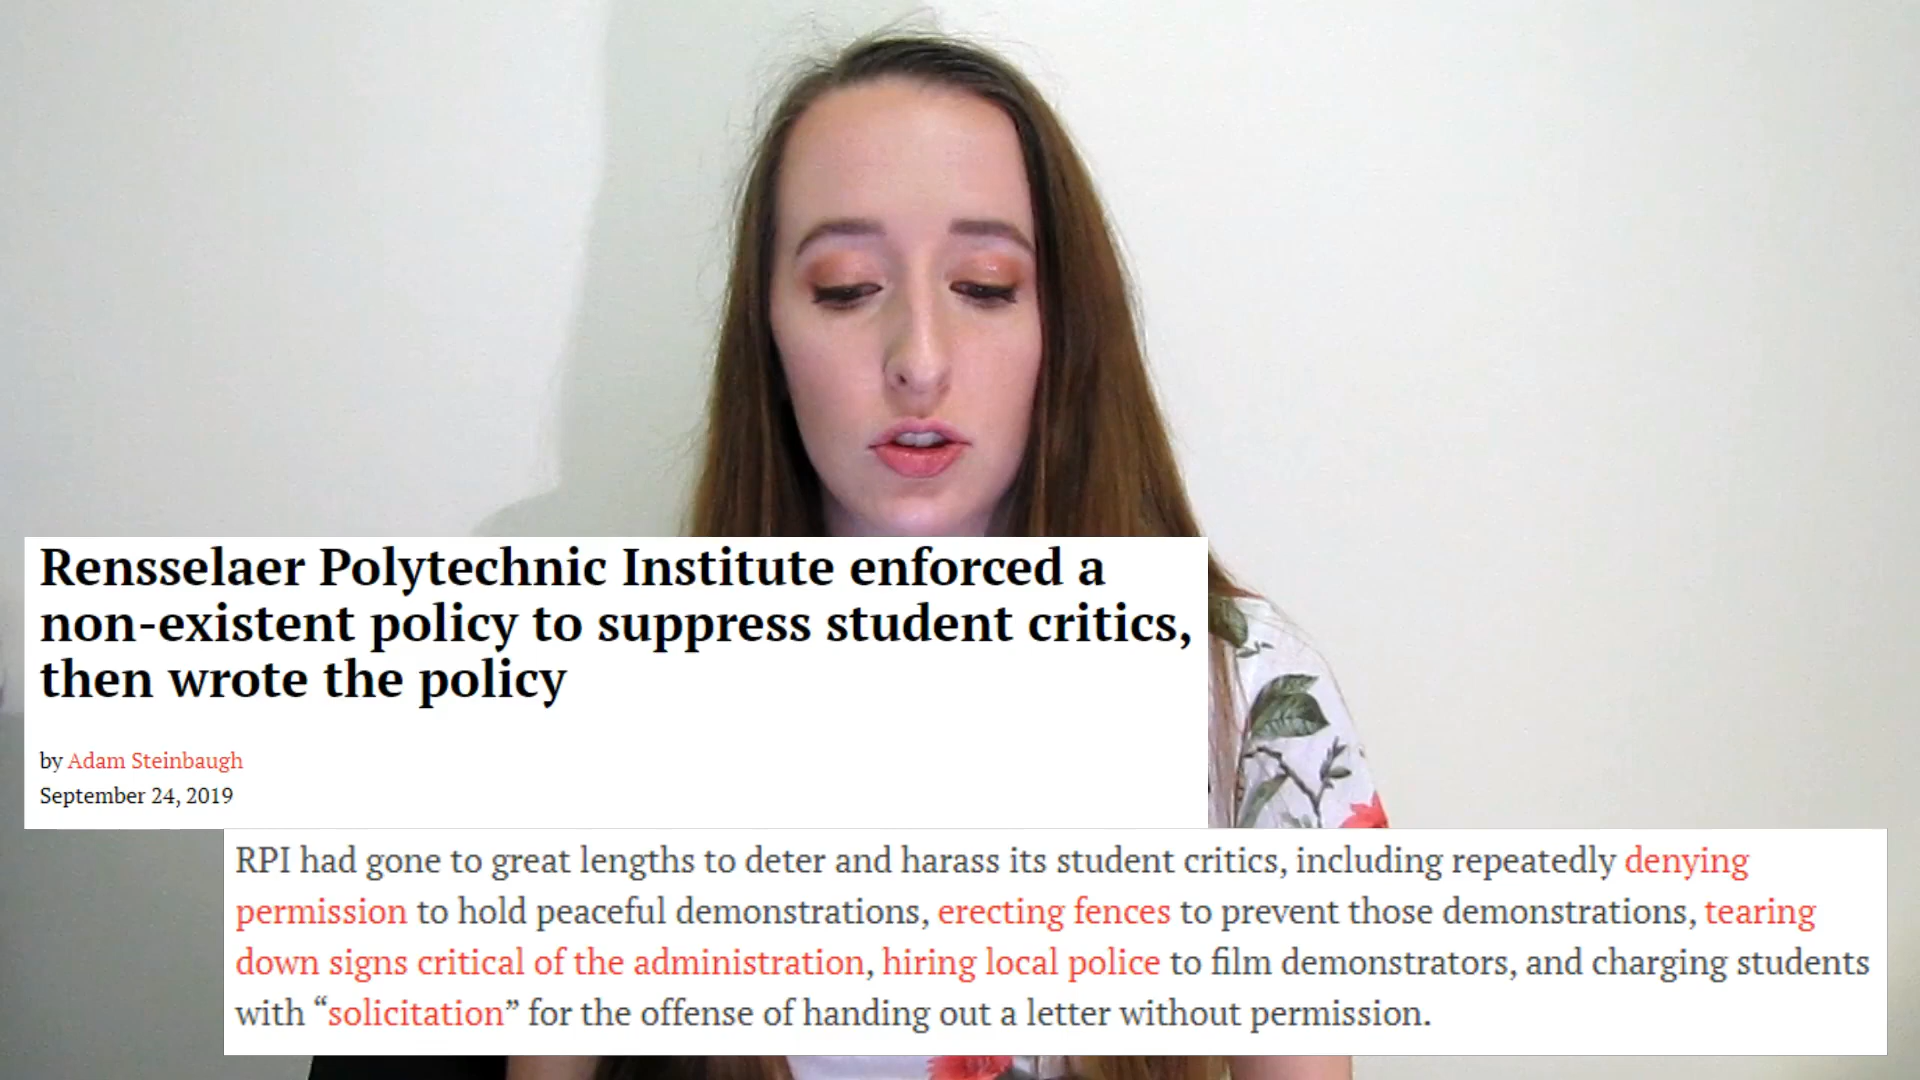 Rensselaer Polytechnic Institute enforced a
non-existent policy to suppress student critics,
then wrote the policy
by Adam Steinbaugh
September 24, 2019
RPI had gone to great lengths to deter and harass its student critics, including repeatedly denying
permission to hold peaceful demonstrations, erecting fences to prevent those demonstrations, tearing
down signs critical of the administration, hiring local police to film demonstrators, and charging students
with “solicitation” for the offense of handing out a letter without permission.